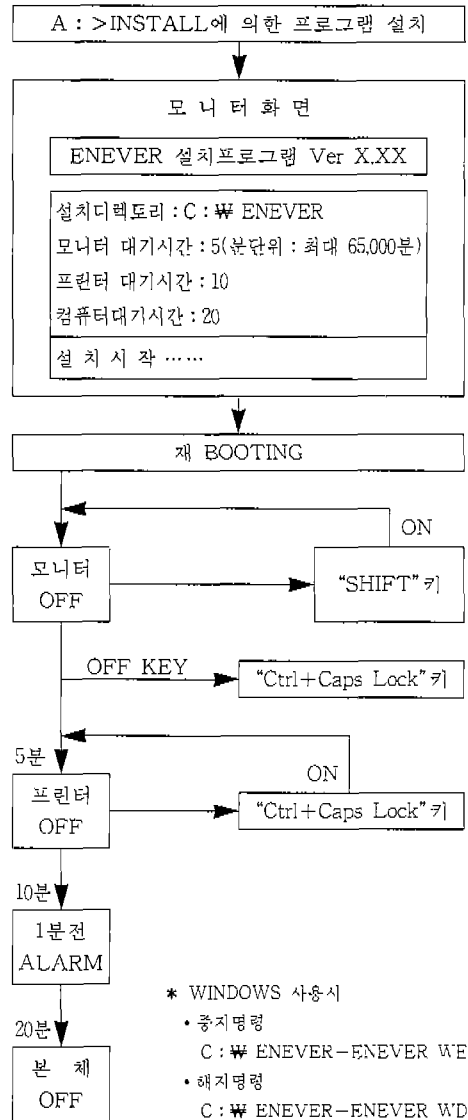 A : >INSTALL에 의한 프로그램 설치
모 니 터 화 면
ENEVER 설치프로그램 Ver X.XX
설치디렉토리 : C : ₩ ENEVER
모니터 대기시간 : 5(분단위 : 최대 65,000분)
프린터 대기시간 : 10
컴퓨터대기시간 : 20
설 치 시 작 ……
재 BOOTING
ON
모니터
OFF
“SHIFT”키
OFF KEY
“Ctrl+Caps Lock”키
5분
ON
프린터
OFF
“Ctrl+Caps Lock”키
10분
1분전
ALARM
20분
본 체
OFF
* WINDOWS 사용시
• 중지명령
C : ₩ ENEVER-ENEVER WE
• 해지명령
C : ₩ ENEVER-ENEVER WD